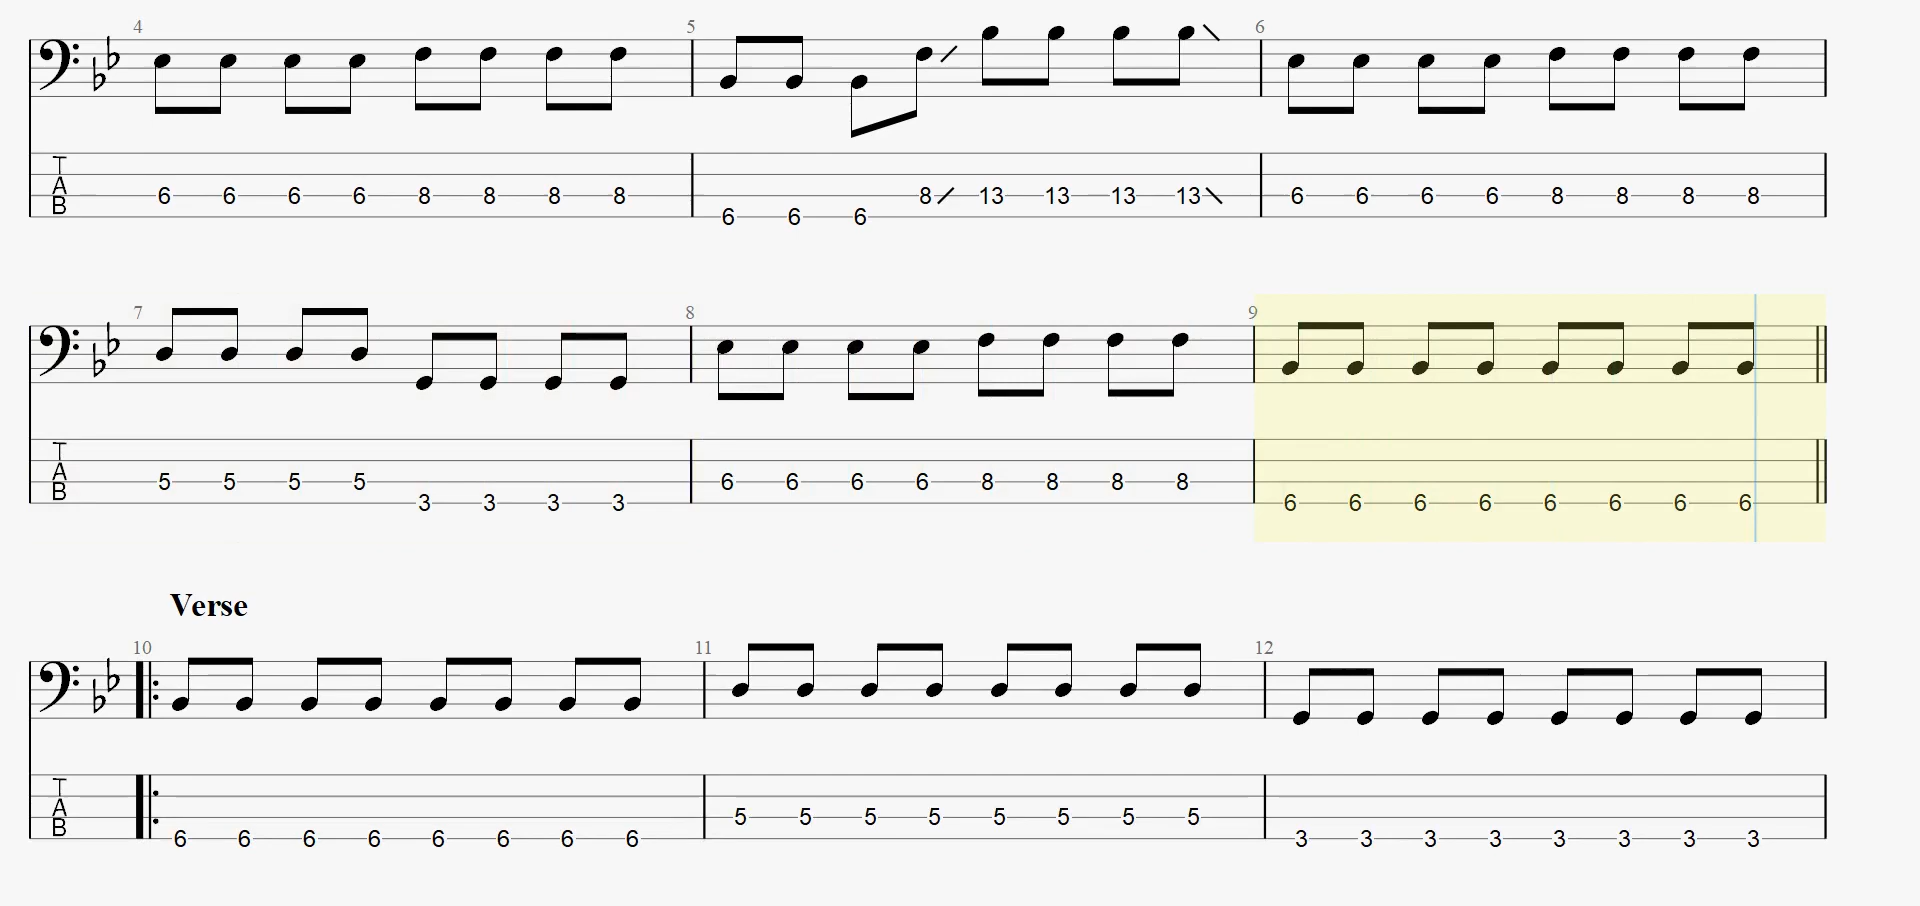 4 5 6
T
A 6 6 6 6 8 8 8 8 8 13 13 13 13 6 6 6 6 8 8 8 8
B 6 6 6
7 8 9
T
A 5 5 5 5 6 6 6 6 8 8 8 8
B 3 3 3 3 6 6 6 6 6 6 6 6
Verse
10 11 12
T
A 5 5 5 5 5 5 5 5
B 6 6 6 6 6 6 6 6 3 3 3 3 3 3 3 3